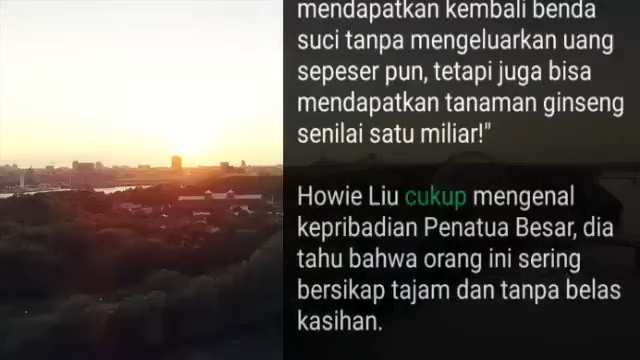 mendapatkan kembali benda
suci tanpa mengeluarkan uang
sepeser pun, tetapi juga bisa
mendapatkan tanaman ginseng
senilai satu miliar!"
Howie Liu cukup mengenal
kepribadian Penatua Besar, dia
tahu bahwa orang ini sering
bersikap tajam dan tanpa belas
kasihan.